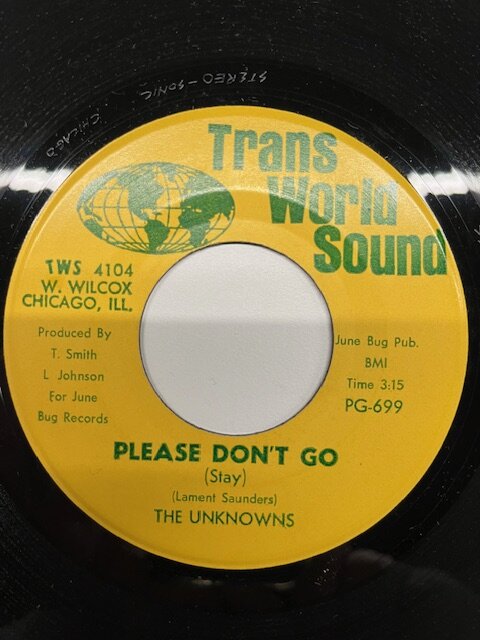 STEREO-SONIC
CHICAGO
Trans
World
Sound
TWS 4104
W. WILCOX
CHICAGO, ILL.
Produced By
T. Smith
L Johnson
For June
Bug Records
June Bug Pub.
BMI
Time 3:15
PG-699
PLEASE DON'T GO
(Stay)
(Lament Saunders)
THE UNKNOWNS